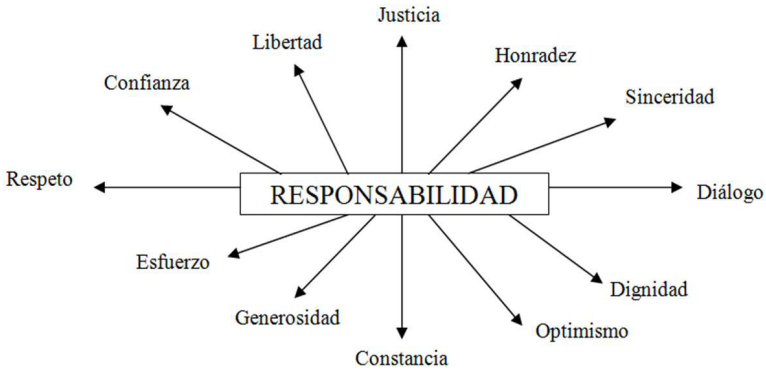 Justicia
Libertad
Honradez
Confianza
Sinceridad
Respeto
RESPONSABILIDAD
Diálogo
Esfuerzo
Dignidad
Generosidad
Optimismo
Constancia